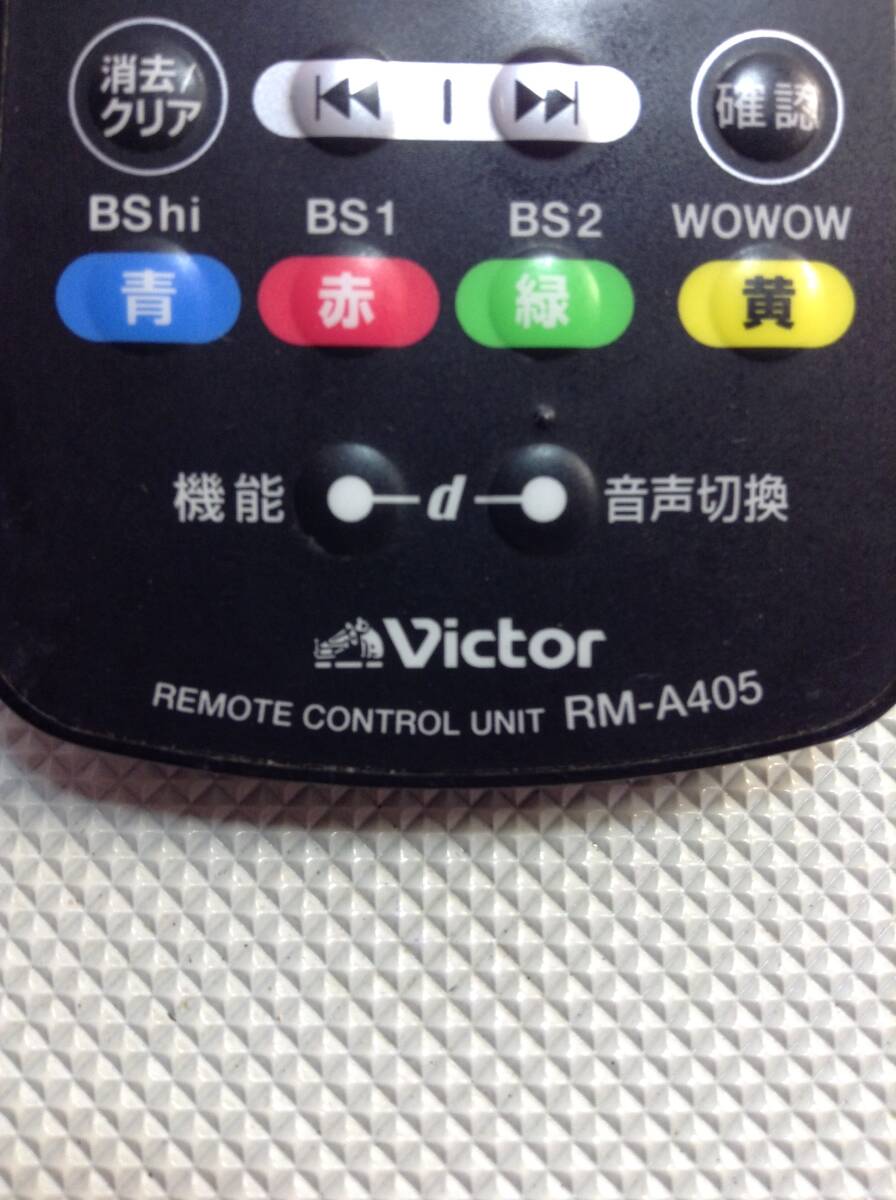 消去/
クリア
確認
BShi BS1 BS2 WOWOW
青 赤 緑 黄
機能 d 音声切換
Victor
REMOTE CONTROL UNIT RM-A405